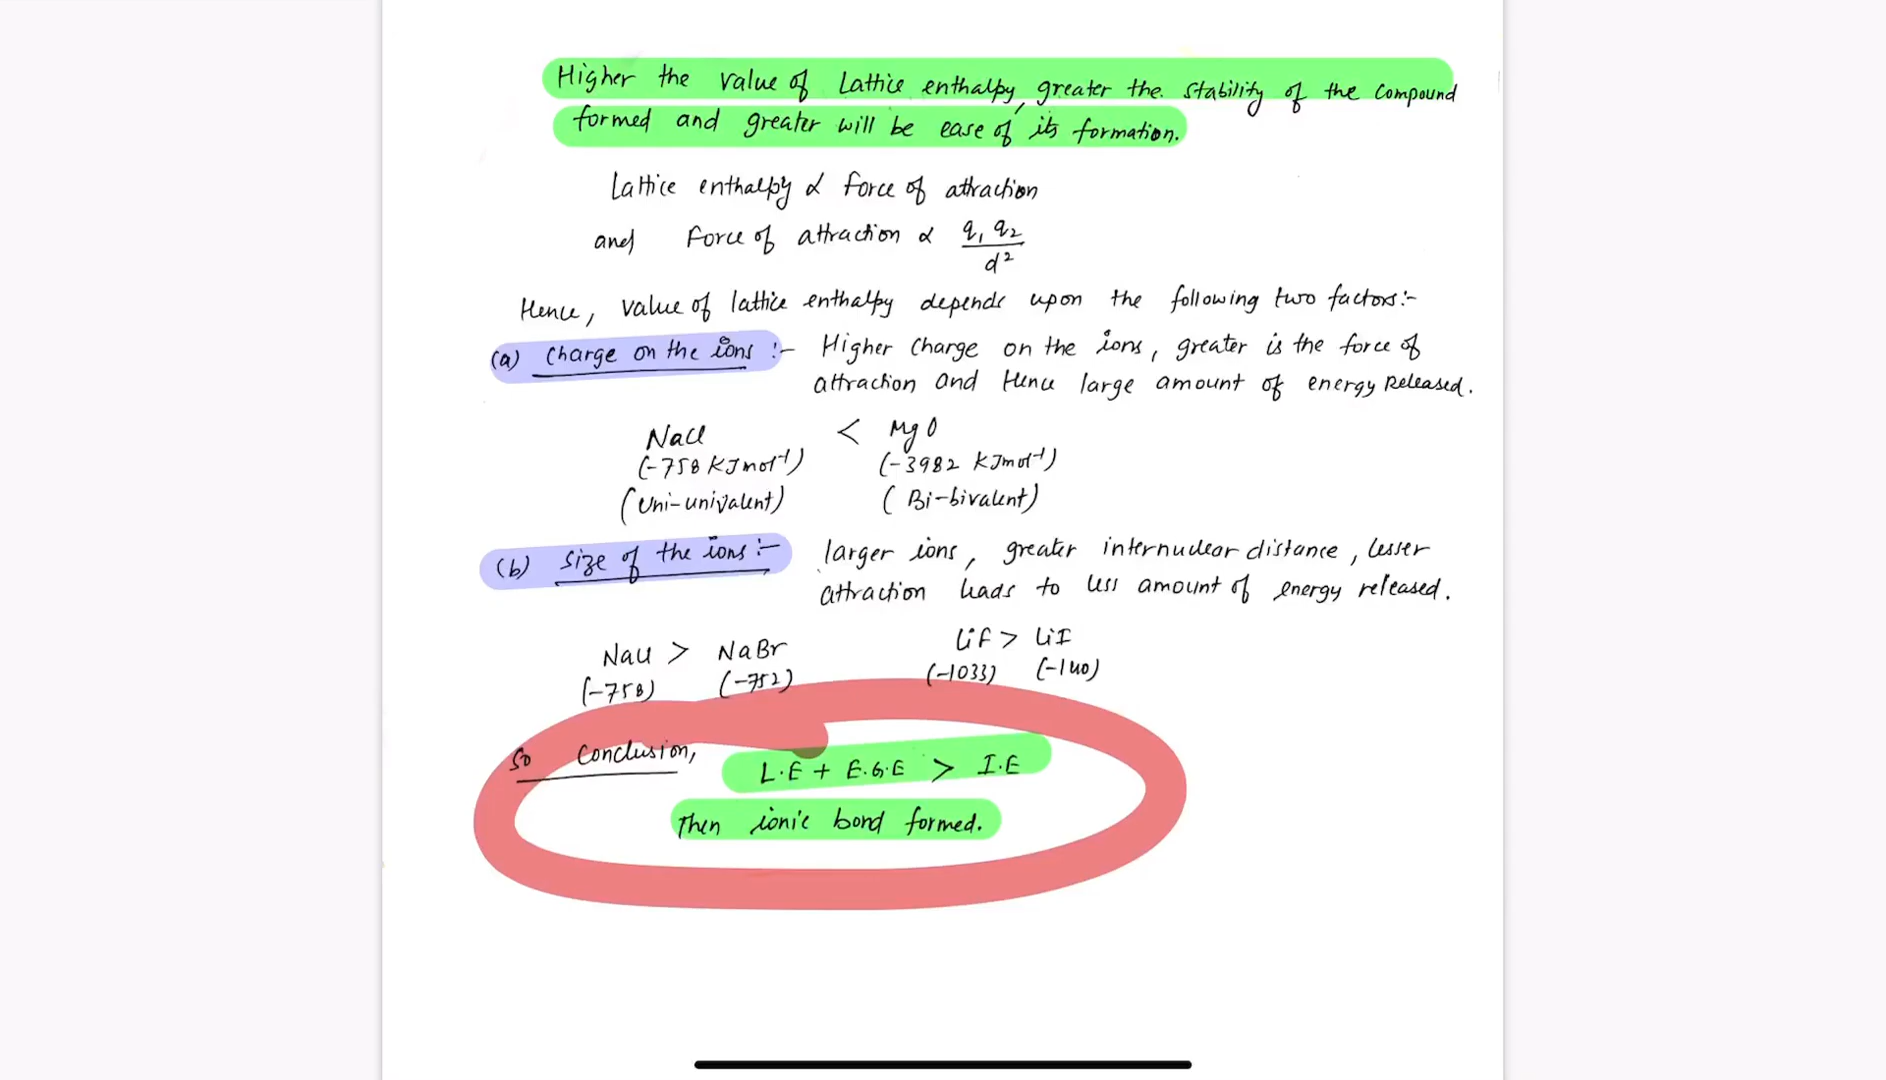 Higher the value of Lattice enthalpy, greater the stability of the compound
formed and greater will be ease of its formation.
Lattice enthalpy ∝ force of attraction
and force of attraction ∝ q₁ q₂ / d²
Hence, value of lattice enthalpy depends upon the following two factors:-
(a) Charge on the ions :- Higher charge on the ions, greater is the force of
attraction and Hence large amount of energy released.
NaCl < MgO
(-758 KJmol⁻¹) (-3982 KJmol⁻¹)
(Uni-univalent) (Bi-bivalent)
(b) size of the ions :- larger ions, greater internuclear distance, lesser
attraction leads to less amount of energy released.
NaCl > NaBr LiF > LiI
(-758) (-752) (-1033)
So Conclusion, L.E + E.G.E > I.E
Then ionic bond formed.